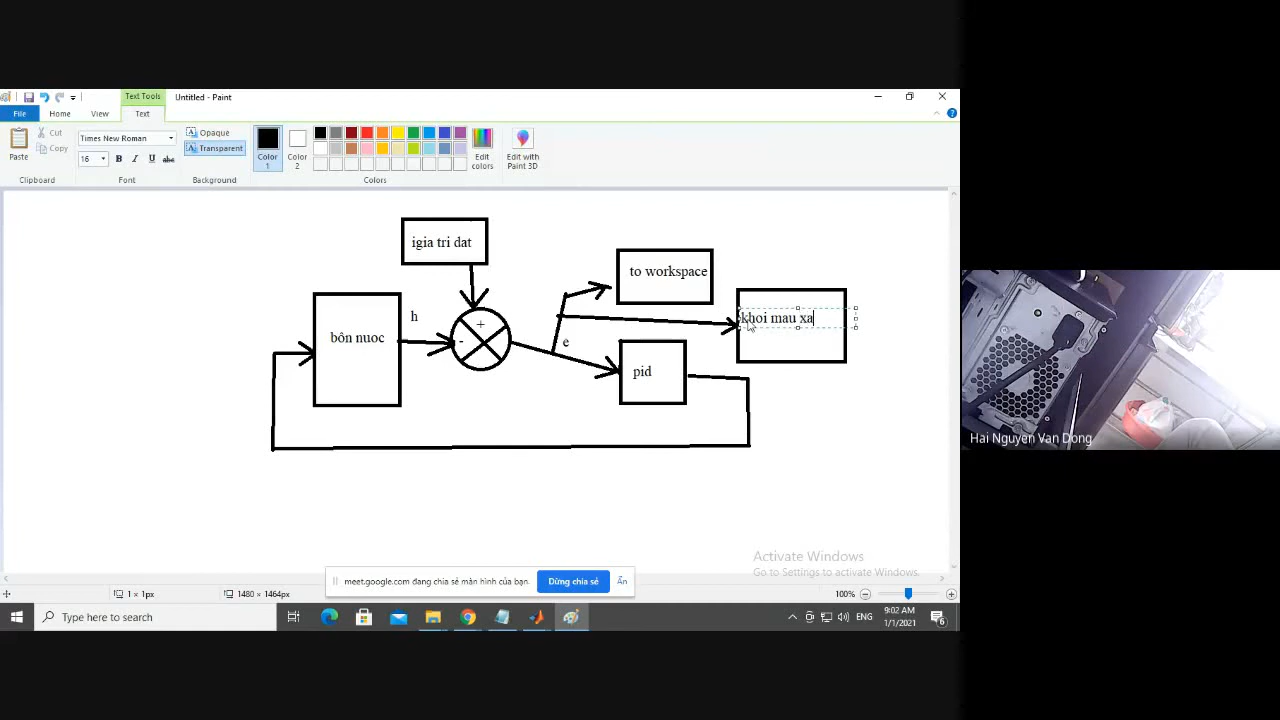 Text Tools
Untitled - Paint
File
Home
View
Text
Paste
Cut
Copy
Clipboard
Times New Roman
16
B
I
U
abc
Font
Opaque
Transparent
Background
Color
1
Color
2
Edit
colors
Colors
Edit with
Paint 3D
igia tri dat
to workspace
h
+
khoi mau xa
bôn nuoc
-
e
pid
Hai Nguyen Van Dong
Activate Windows
Go to Settings to activate Windows.
meet.google.com đang chia sẻ màn hình của bạn.
Dừng chia sẻ
Ẩn
1 × 1px
1480 × 1464px
100%
Type here to search
ENG
9:02 AM
1/1/2021
6